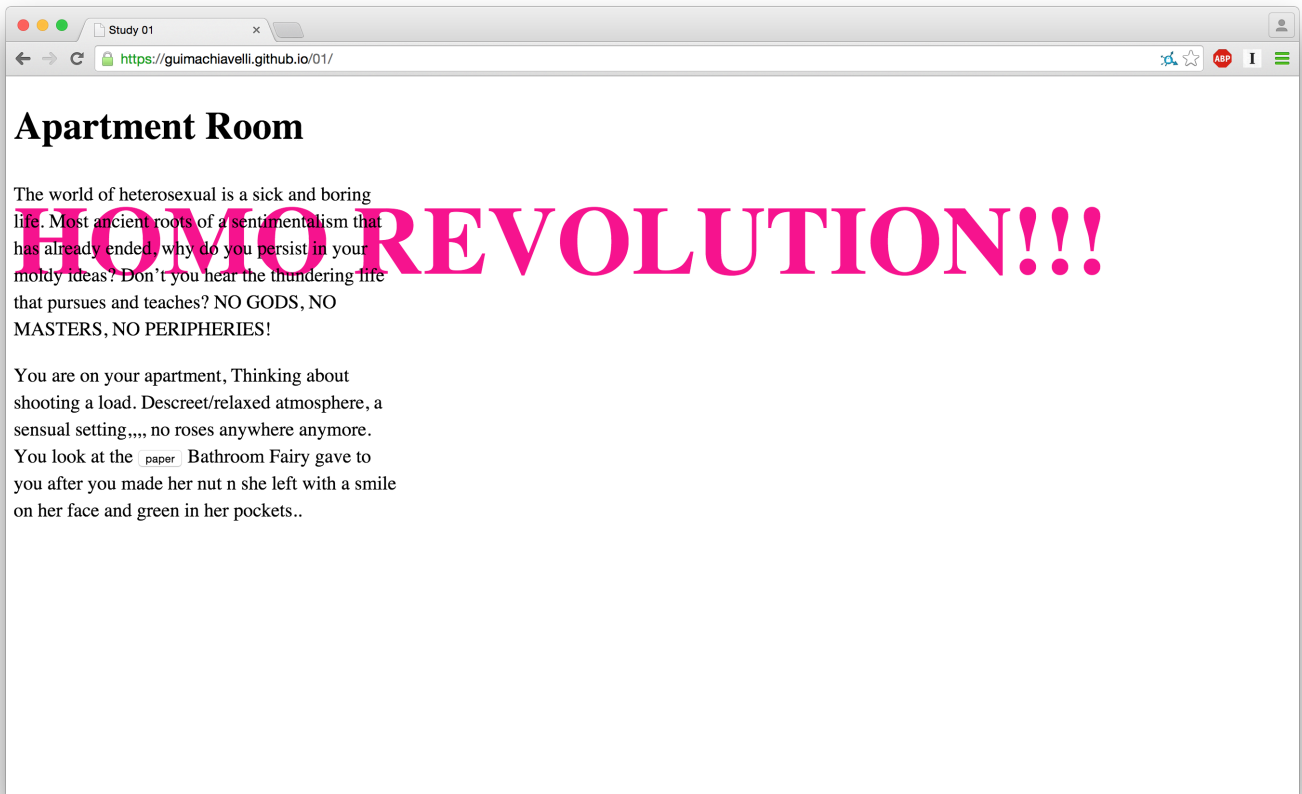 Study 01
https://guimachiavelli.github.io/01/
ABP
I
Apartment Room
The world of heterosexual is a sick and boring
life. Most ancient roots of a sentimentalism that
HOMO REVOLUTION!!!
has already ended, why do you persist in your
moldy ideas? Don’t you hear the thundering life
that pursues and teaches? NO GODS, NO
MASTERS, NO PERIPHERIES!
You are on your apartment, Thinking about
shooting a load. Descreet/relaxed atmosphere, a
sensual setting,,,, no roses anywhere anymore.
You look at the paper Bathroom Fairy gave to
you after you made her nut n she left with a smile
on her face and green in her pockets..